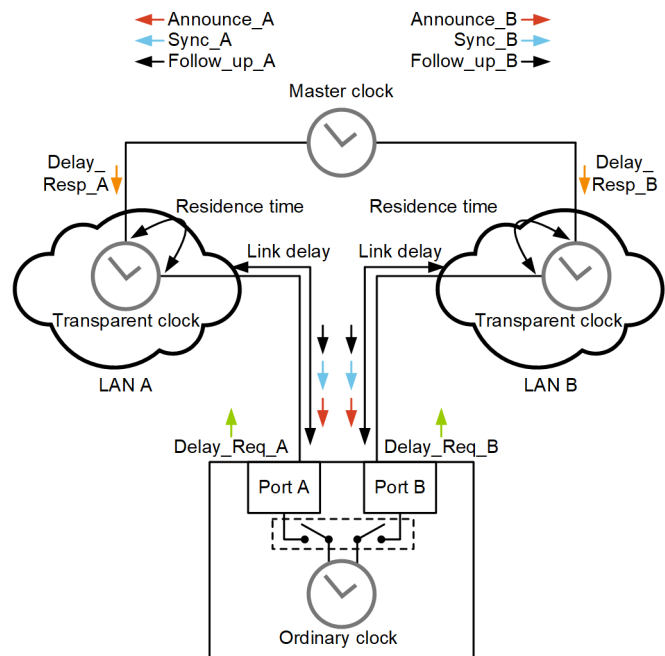 Announce_A
Announce_B
Sync_A
Sync_B
Follow_up_A
Follow_up_B
Master clock
Delay_
Resp_A
Delay_
Resp_B
Residence time
Residence time
Link delay
Link delay
Transparent clock
Transparent clock
LAN A
LAN B
Delay_Req_A
Delay_Req_B
Port A
Port B
Ordinary clock